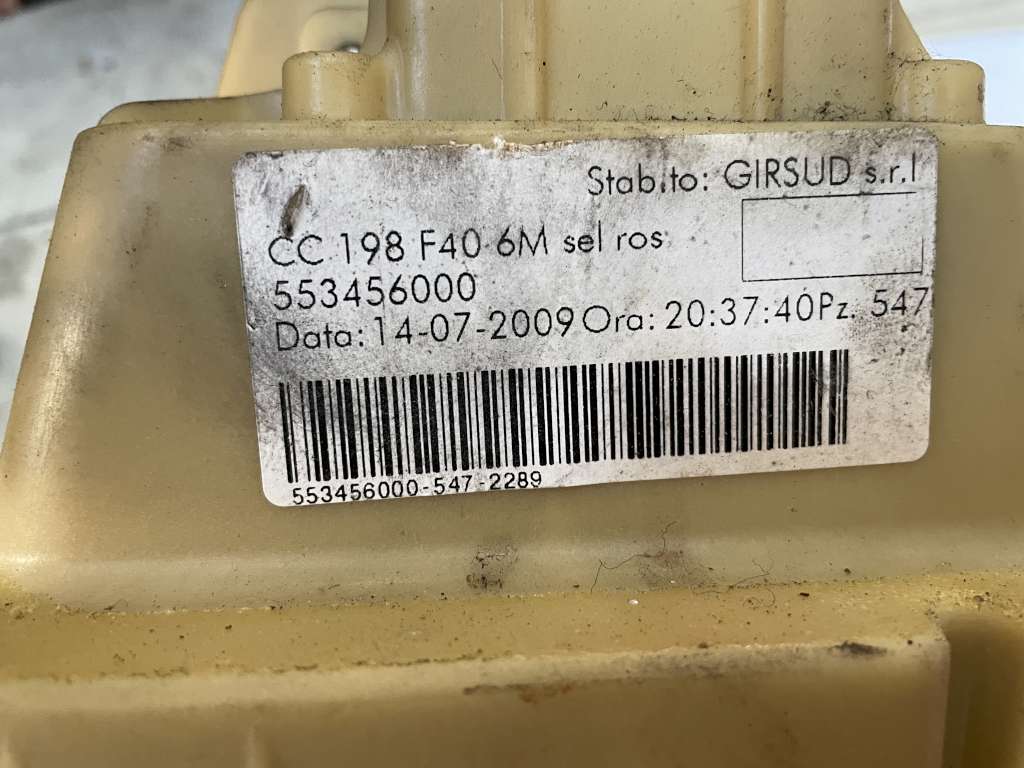 Stab.to: GIRSUD s.r.l
CC 198 F40 6M sel ros
553456000
Data: 14-07-2009 Ora: 20:37:40 Pz. 547
553456000-547-2289